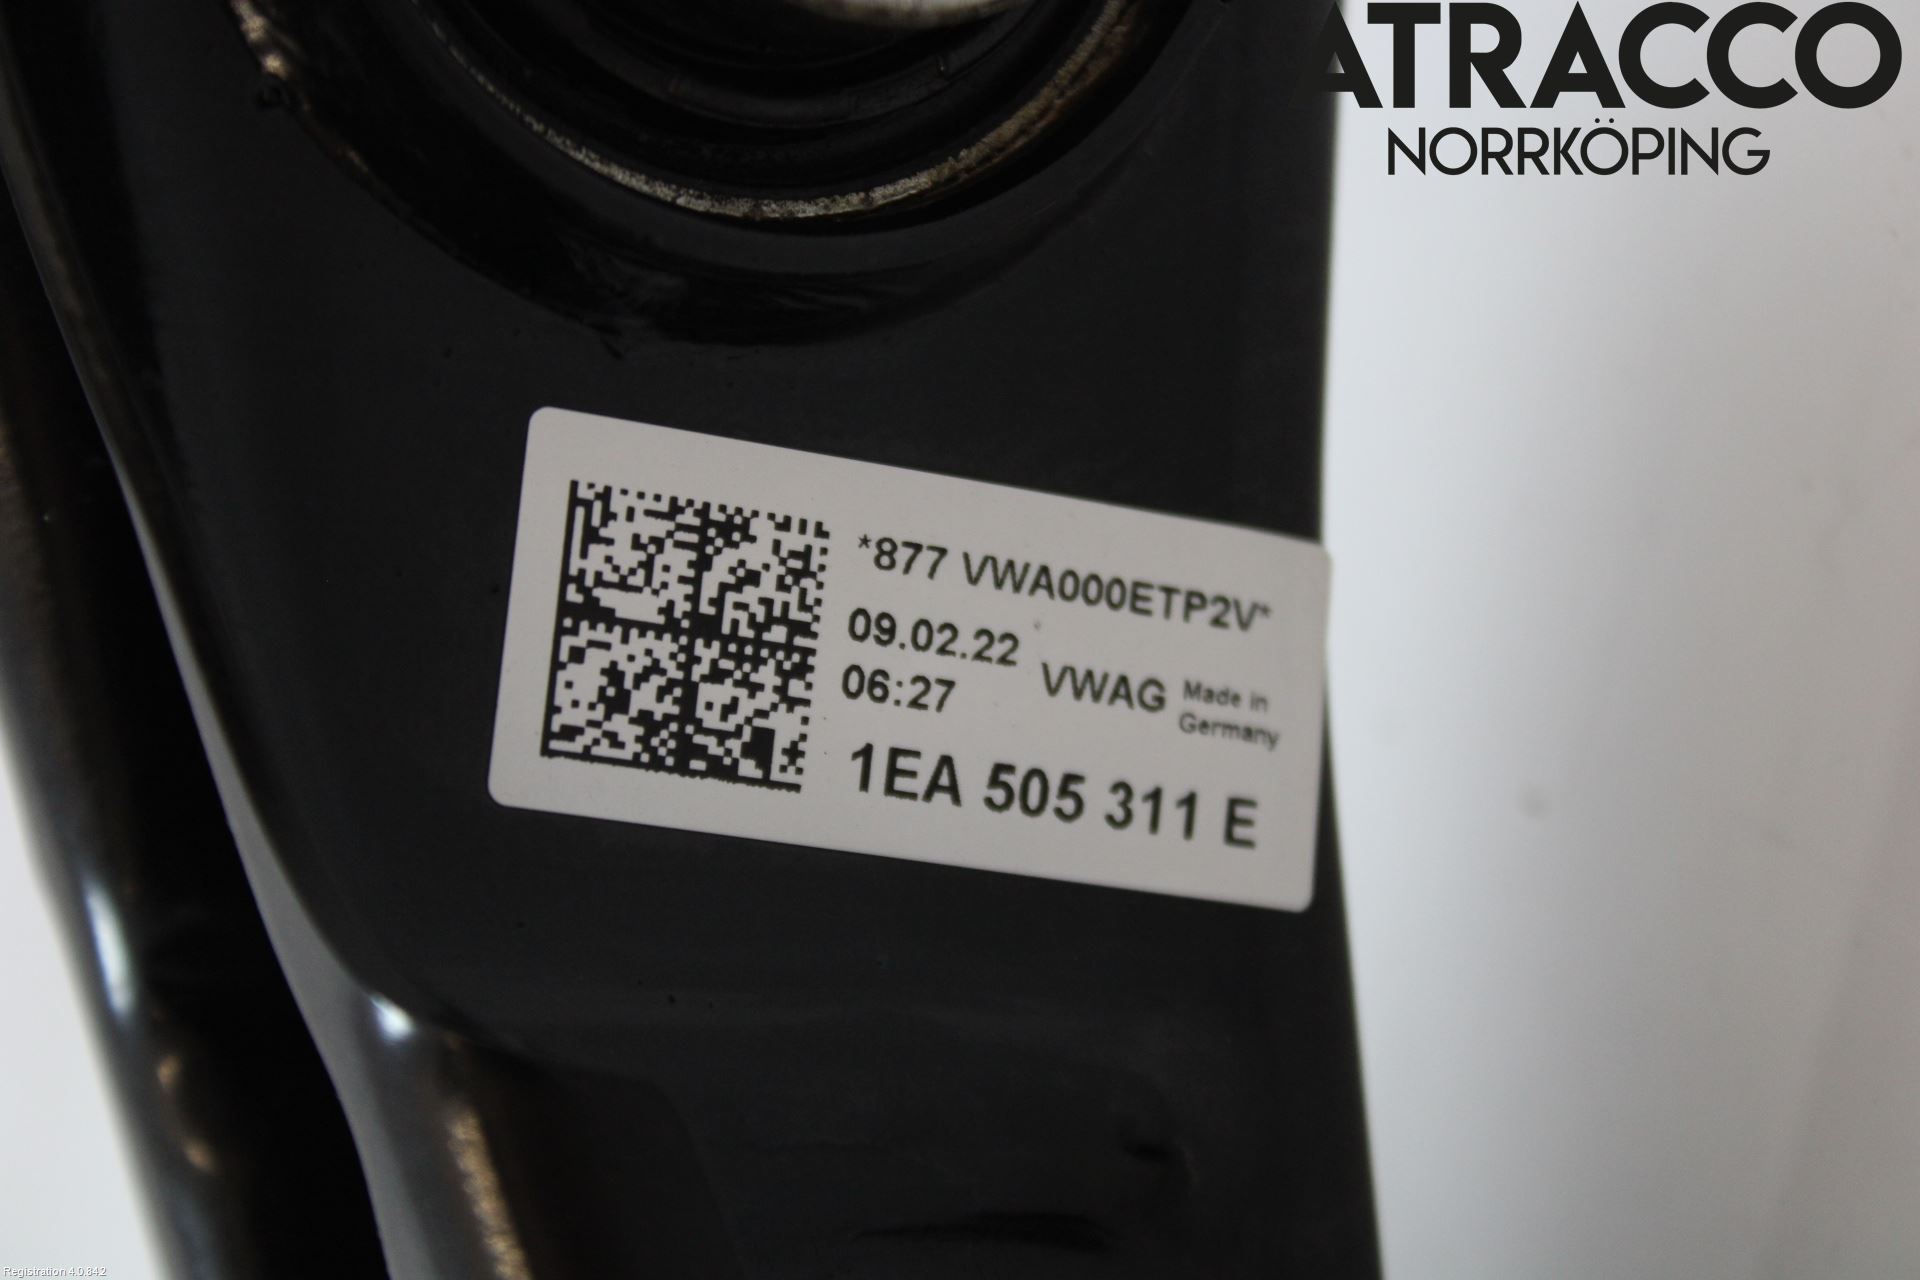 ATRACCO
NORRKÖPING
*877 VWA000ETP2V*
09.02.22
06:27
VWAG
Made in
Germany
1EA 505 311 E
Registration 4.0.842